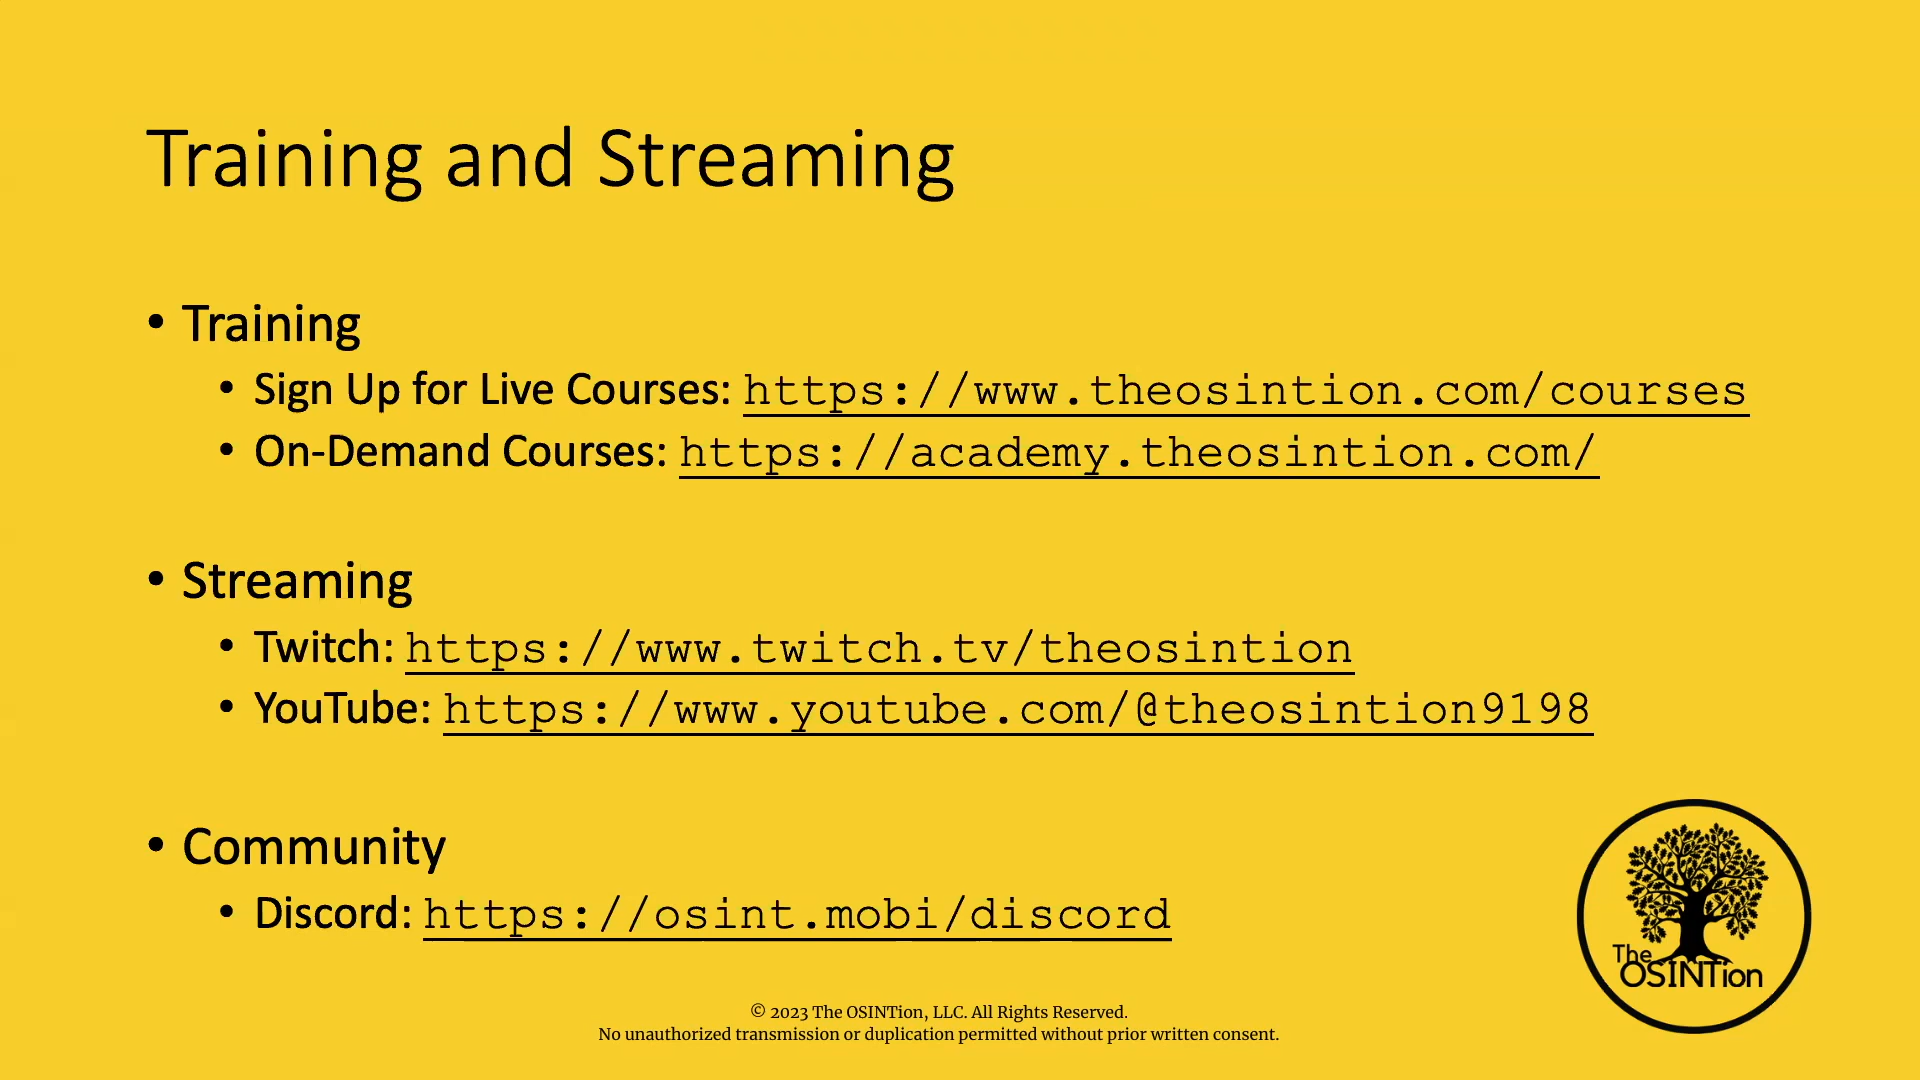 Training and Streaming
• Training
• Sign Up for Live Courses: https://www.theosintion.com/courses
• On-Demand Courses: https://academy.theosintion.com/
• Streaming
• Twitch: https://www.twitch.tv/theosintion
• YouTube: https://www.youtube.com/@theosintion9198
• Community
• Discord: https://osint.mobi/discord
The
OSINTion
© 2023 The OSINTion, LLC. All Rights Reserved.
No unauthorized transmission or duplication permitted without prior written consent.